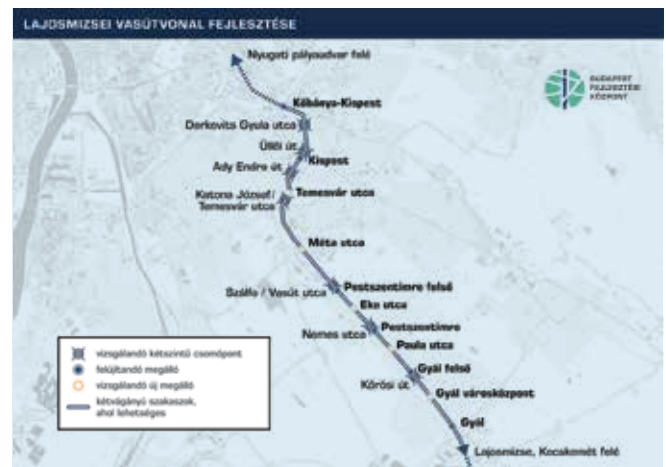 LAJOSMIZSEI VASÚTVONAL FEJLESZTÉSE
Nyugati pályaudvar felé
BUDAPEST
FEJLESZTÉSI
KÖZPONT
Kőbánya-Kispest
Derkovits Gyula utca
Üllői út
Kispest
Ady Endre út
Temesvár utca
Katona József/
Temesvár utca
Méta utca
Szálfa / Vasút utca
Pestszentimre felső
Eke utca
Nemes utca
Pestszentimre
Paula utca
Gyál felső
Kőrösi út
Gyál városközpont
Gyál
Lajosmizse, Kecskemét felé
vizsgálandó kétszintű csomópont
felújítandó megálló
vizsgálandó új megálló
kétvágányú szakaszok,
ahol lehetséges